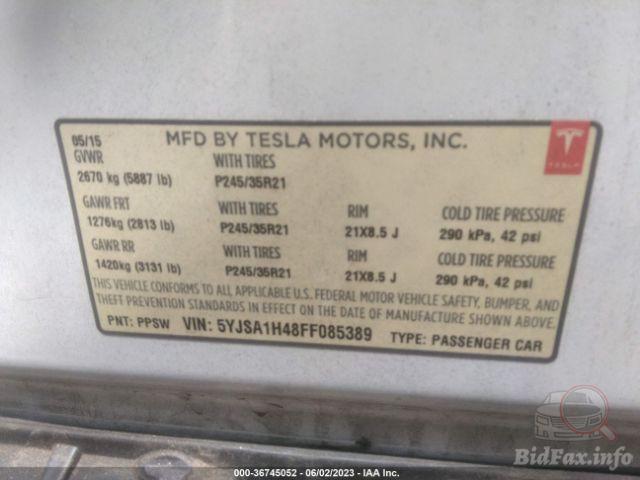 05/15 MFD BY TESLA MOTORS, INC.
GVWR WITH TIRES
2670 kg (5887 lb) P245/35R21
TESLA
GAWR FRT WITH TIRES RIM COLD TIRE PRESSURE
1276kg (2813 lb) P245/35R21 21X8.5 J 290 kPa, 42 psi
GAWR RR WITH TIRES RIM COLD TIRE PRESSURE
1420kg (3131 lb) P245/35R21 21X8.5 J 290 kPa, 42 psi
THIS VEHICLE CONFORMS TO ALL APPLICABLE U.S. FEDERAL MOTOR VEHICLE SAFETY, BUMPER, AND
THEFT PREVENTION STANDARDS IN EFFECT ON THE DATE OF MANUFACTURE SHOWN ABOVE.
PNT: PPSW VIN: 5YJSA1H48FF085389 TYPE: PASSENGER CAR
BidFax.info
000-36745052 - 06/02/2023 - IAA Inc.